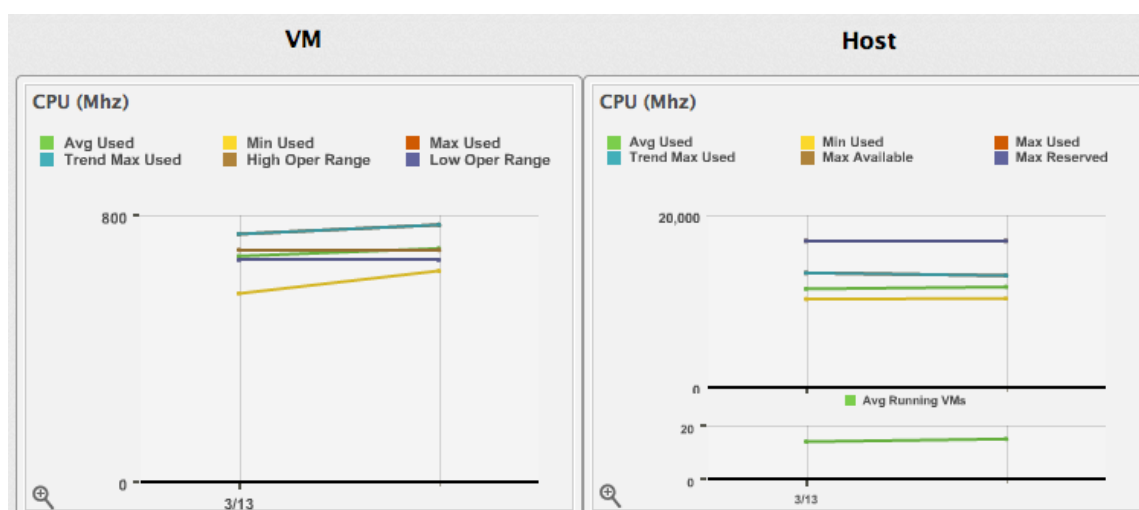 VM
Host
CPU (Mhz)
Avg Used
Min Used
Max Used
Trend Max Used
High Oper Range
Low Oper Range
800
0
3/13
CPU (Mhz)
Avg Used
Min Used
Max Used
Trend Max Used
Max Available
Max Reserved
20,000
0
Avg Running VMs
20
0
3/13